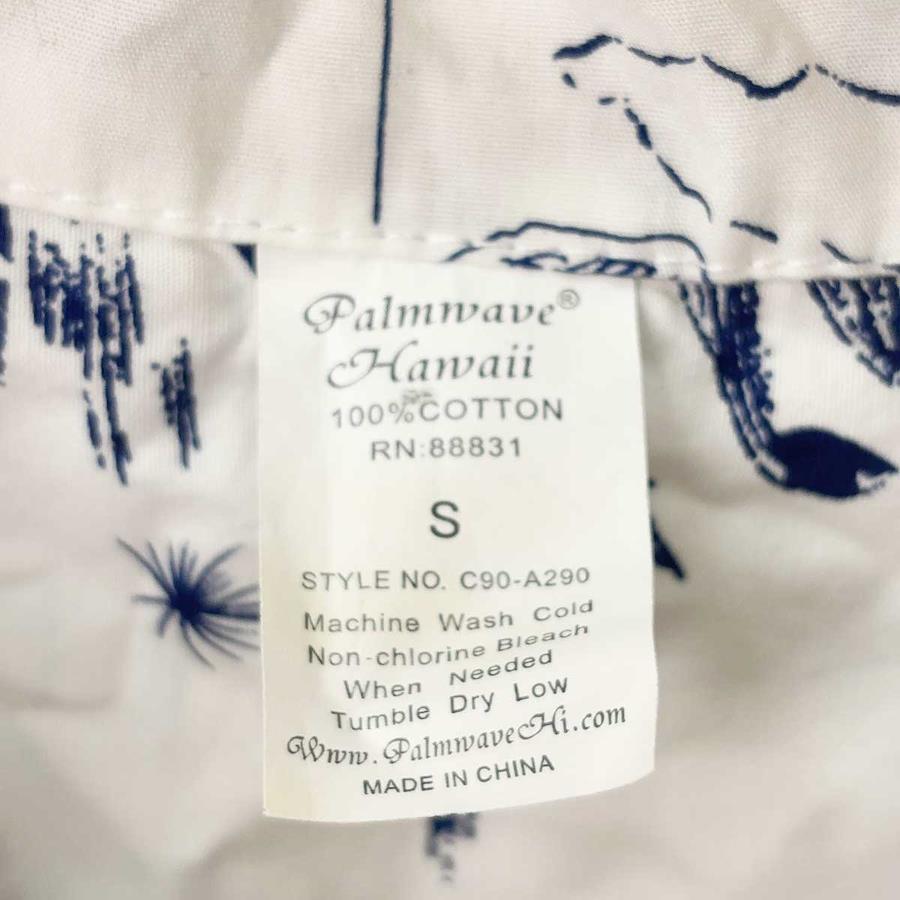 Palmwave®
Hawaii
100%COTTON
RN:88831
S
STYLE NO. C90-A290
Machine Wash Cold
Non-chlorine Bleach
When Needed
Tumble Dry Low
Www.PalmwaveHi.com
MADE IN CHINA